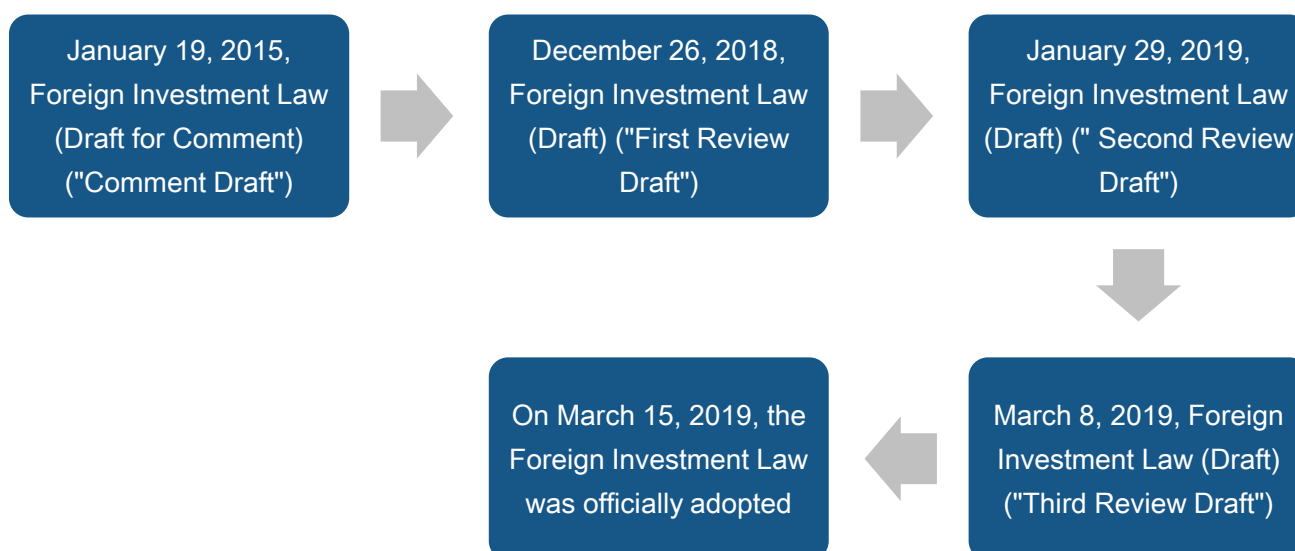 January 19, 2015,
Foreign Investment Law
(Draft for Comment)
("Comment Draft")
December 26, 2018,
Foreign Investment Law
(Draft) ("First Review
Draft")
January 29, 2019,
Foreign Investment Law
(Draft) (" Second Review
Draft")
March 8, 2019, Foreign
Investment Law (Draft)
("Third Review Draft")
On March 15, 2019, the
Foreign Investment Law
was officially adopted